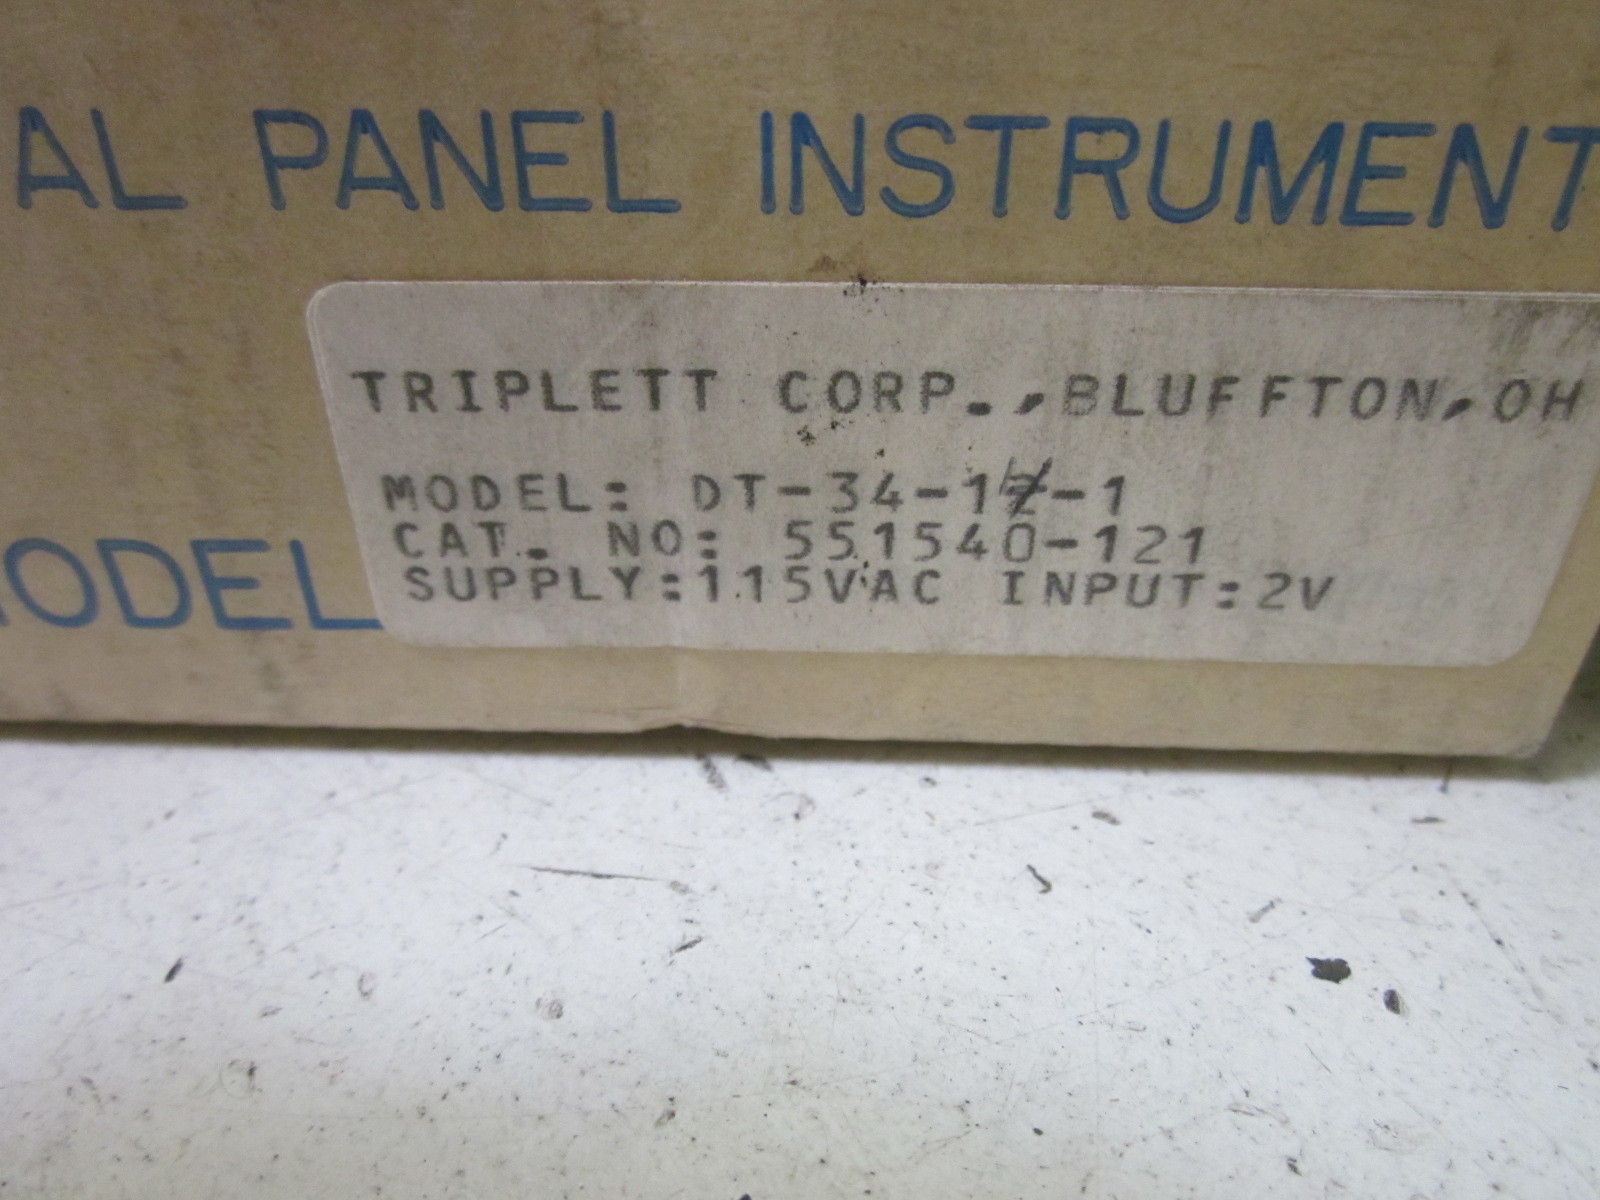 AL PANEL INSTRUMENT
TRIPLETT CORP.,BLUFFTON,OH
MODEL: DT-34-12-1
CAT. NO: 551540-121
SUPPLY:115VAC INPUT:2V
ODEL